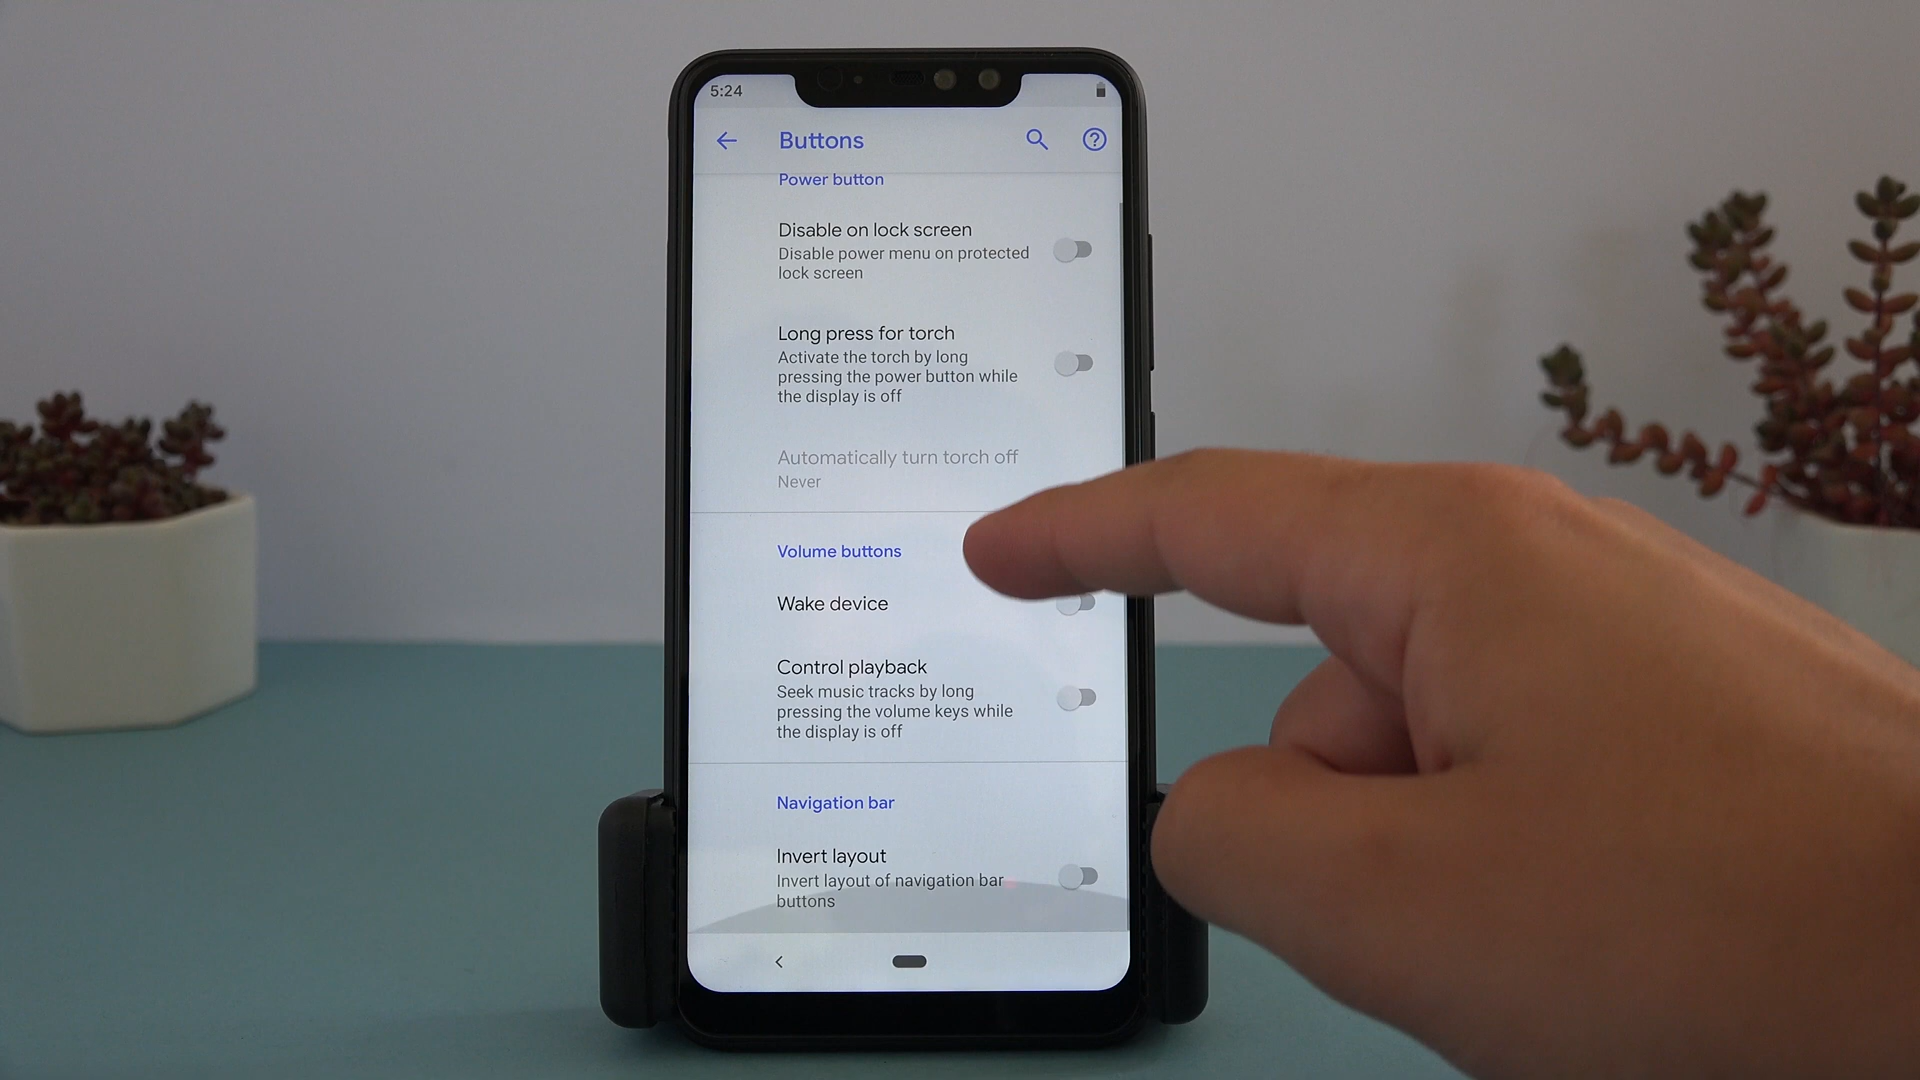 5:24
Buttons
Power button
Disable on lock screen
Disable power menu on protected
lock screen
Long press for torch
Activate the torch by long
pressing the power button while
the display is off
Automatically turn torch off
Never
Volume buttons
Wake device
Control playback
Seek music tracks by long
pressing the volume keys while
the display is off
Navigation bar
Invert layout
Invert layout of navigation bar
buttons